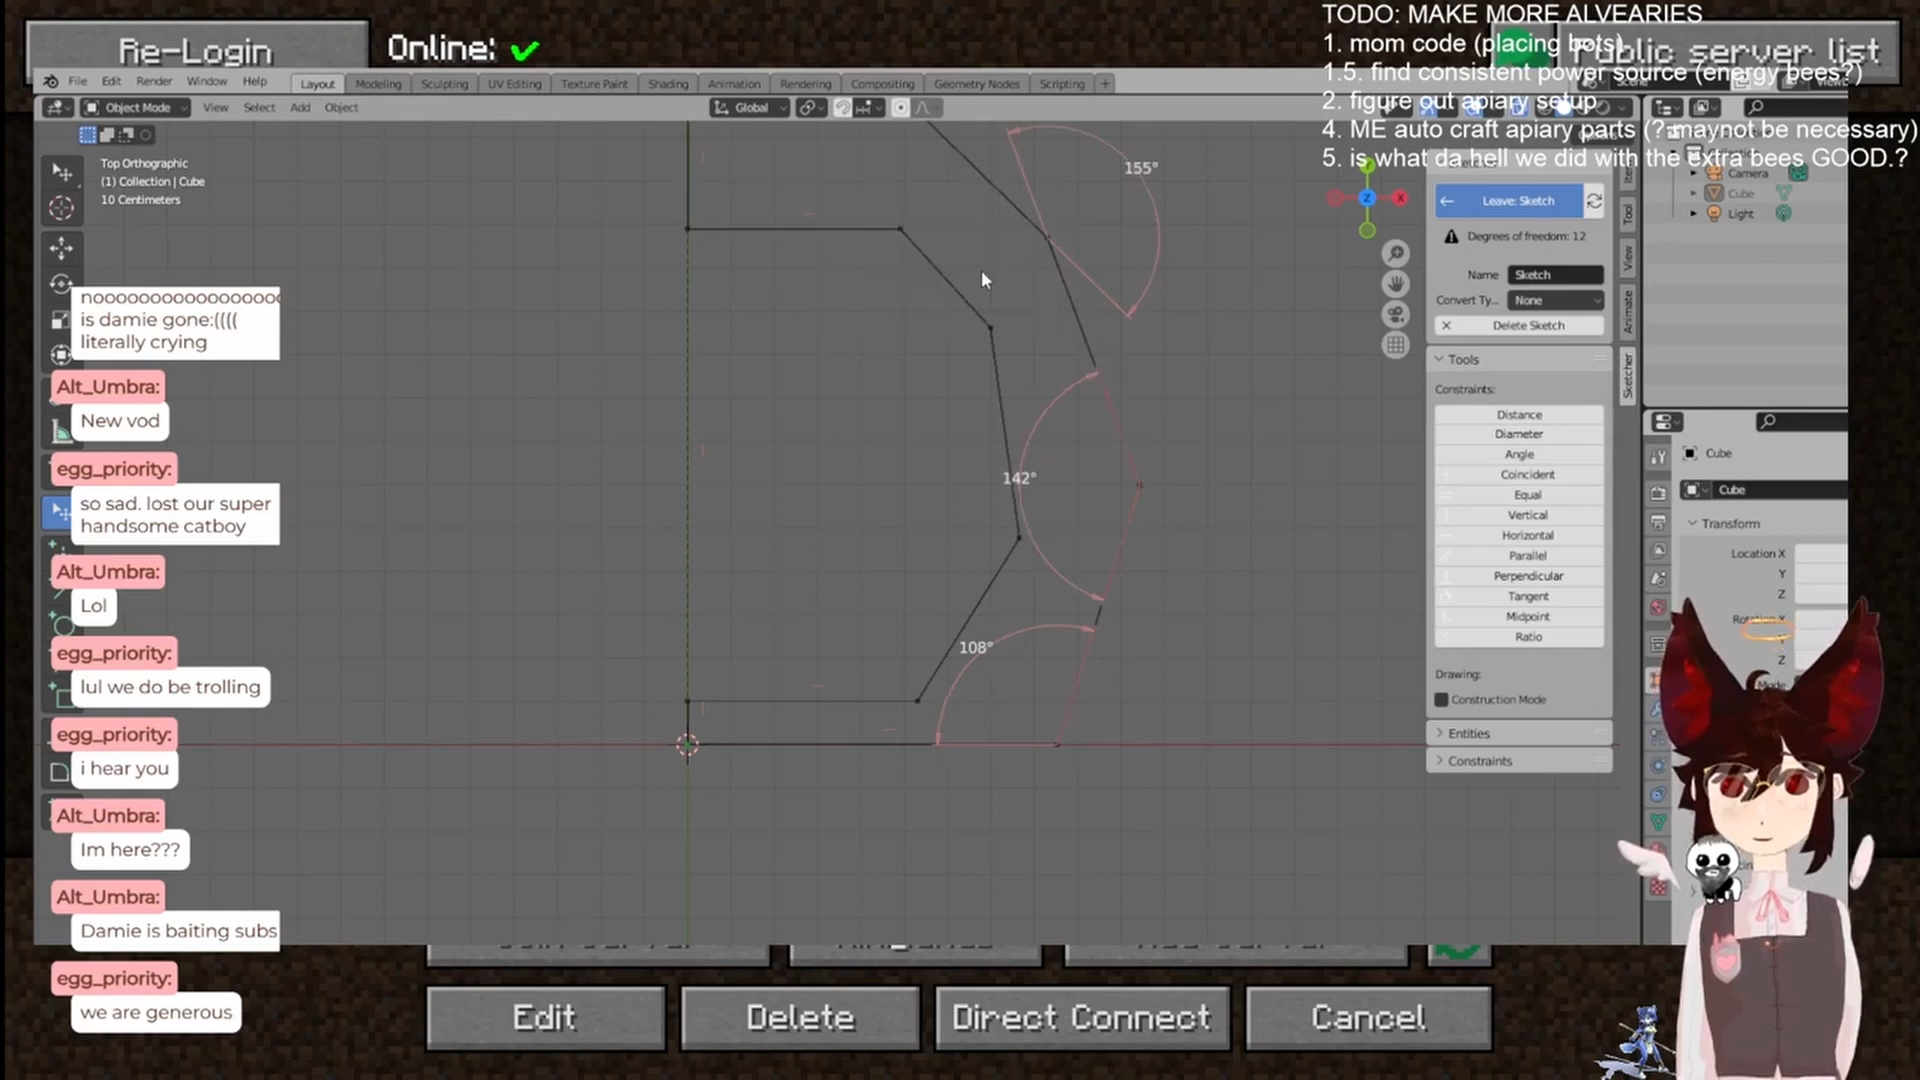 TODO: MAKE MORE ALVEARIES
1. mom code (placing bots)
1.5. find consistent power source (energy bees?)
2. figure out apiary setup
4. ME auto craft apiary parts (? maynot be necessary)
5. is what da hell we did with the extra bees GOOD.?
Re-Login
Online:
Public server list
File Edit Render Window Help
Layout Modeling Sculpting UV Editing Texture Paint Shading Animation Rendering Compositing Geometry Nodes Scripting +
Object Mode View Select Add Object
Global
Top Orthographic
(1) Collection | Cube
10 Centimeters
155°
142°
108°
Z
X
Leave: Sketch
Degrees of freedom: 12
Name Sketch
Convert Ty... None
Delete Sketch
Tools
Constraints:
Distance
Diameter
Angle
Coincident
Equal
Vertical
Horizontal
Parallel
Perpendicular
Tangent
Midpoint
Ratio
Drawing:
Construction Mode
Entities
Constraints
Tool
View
Animate
Sketcher
Camera
Cube
Light
Cube
Cube
Transform
Location X
Y
Z
Z
is damie gone:((((
literally crying
Alt_Umbra:
New vod
egg_priority:
so sad. lost our super
handsome catboy
Alt_Umbra:
Lol
egg_priority:
lul we do be trolling
egg_priority:
i hear you
Alt_Umbra:
Im here???
Alt_Umbra:
Damie is baiting subs
egg_priority:
we are generous
Edit
Delete
Direct Connect
Cancel